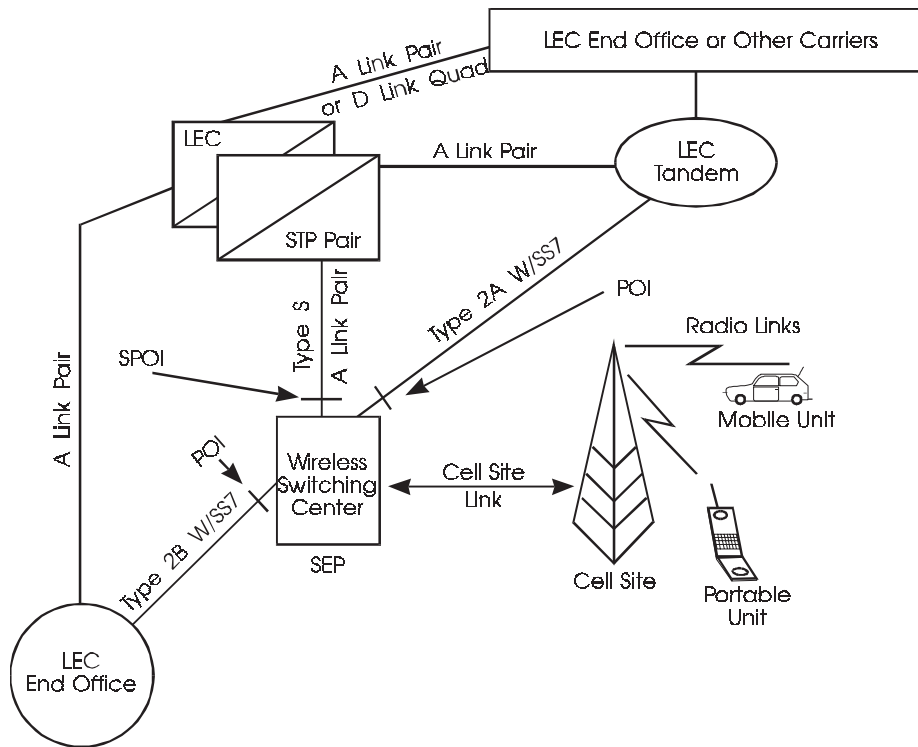 LEC End Office or Other Carriers
A Link Pair
or D Link Quad
LEC
STP Pair
A Link Pair
LEC
Tandem
Type S
A Link Pair
Type 2A W/SS7
POI
SPOI
Radio Links
Mobile Unit
A Link Pair
POI
Wireless
Switching
Center
SEP
Cell Site
Link
Cell Site
Portable
Unit
Type 2B W/SS7
LEC
End Office